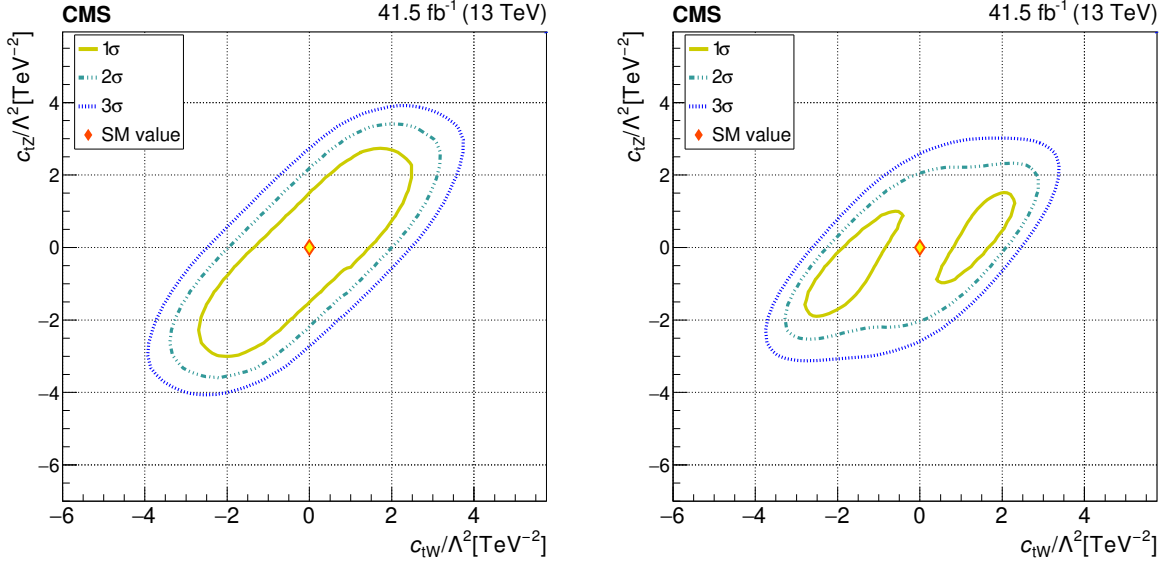 CMS 41.5 fb⁻¹ (13 TeV)
c_tZ/Λ² [TeV⁻²]
1σ
2σ
3σ
SM value
4
2
0
−2
−4
−6
−6 −4 −2 0 2 4
c_tW/Λ² [TeV⁻²]
CMS 41.5 fb⁻¹ (13 TeV)
c_tZ/Λ² [TeV⁻²]
1σ
2σ
3σ
SM value
4
2
0
−2
−4
−6
−6 −4 −2 0 2 4
c_tW/Λ² [TeV⁻²]